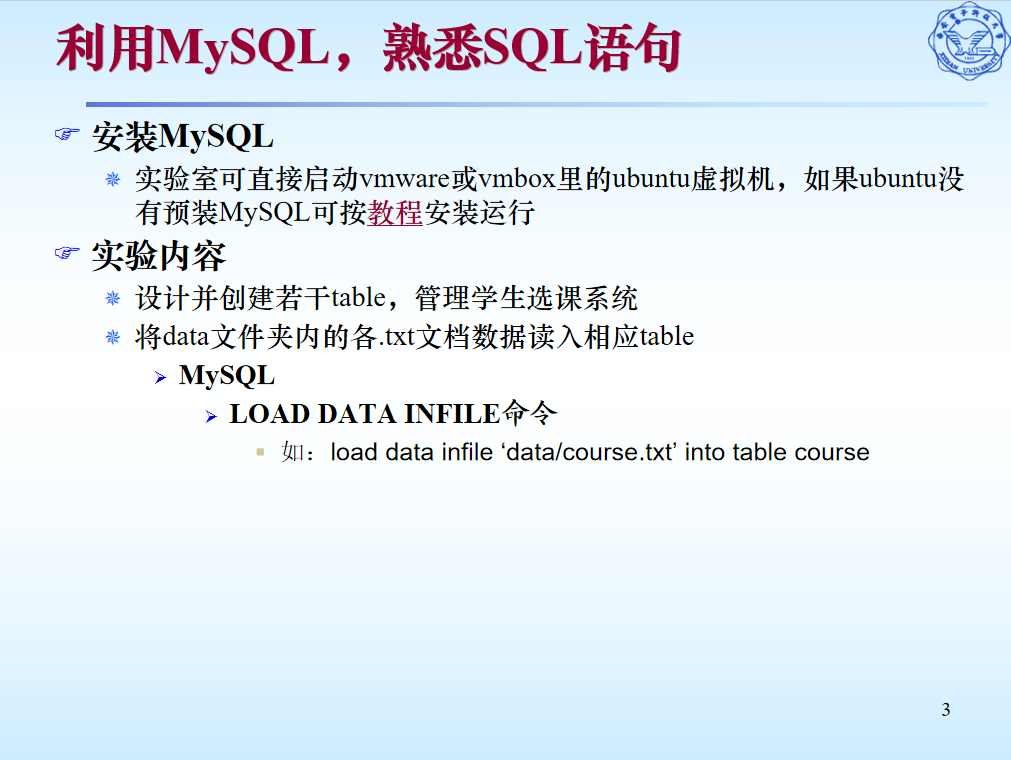 利用MySQL，熟悉SQL语句
安装MySQL
实验室可直接启动vmware或vmbox里的ubuntu虚拟机，如果ubuntu没
有预装MySQL可按教程安装运行
实验内容
设计并创建若干table，管理学生选课系统
将data文件夹内的各.txt文档数据读入相应table
MySQL
LOAD DATA INFILE命令
如：load data infile ‘data/course.txt’ into table course
3
XIDIAN UNIVERSITY